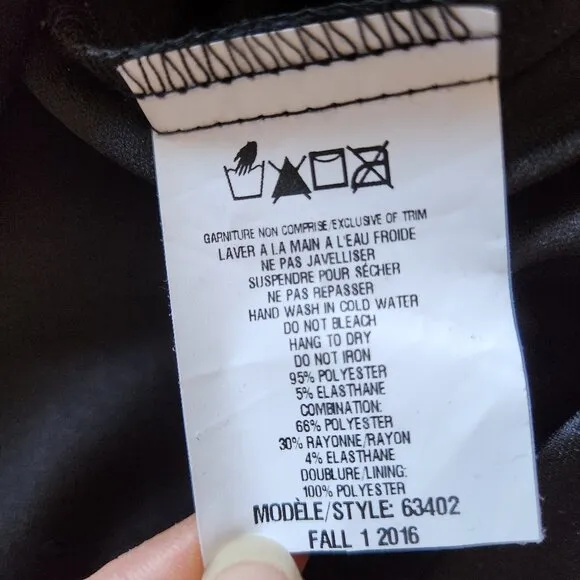 GARNITURE NON COMPRISE/EXCLUSIVE OF TRIM
LAVER A LA MAIN A L'EAU FROIDE
NE PAS JAVELLISER
SUSPENDRE POUR SÉCHER
NE PAS REPASSER
HAND WASH IN COLD WATER
DO NOT BLEACH
HANG TO DRY
DO NOT IRON
95% POLYESTER
5% ELASTHANE
COMBINATION:
66% POLYESTER
30% RAYONNE/RAYON
4% ELASTHANE
DOUBLURE/LINING:
100% POLYESTER
MODÈLE/STYLE: 63402
FALL 1 2016